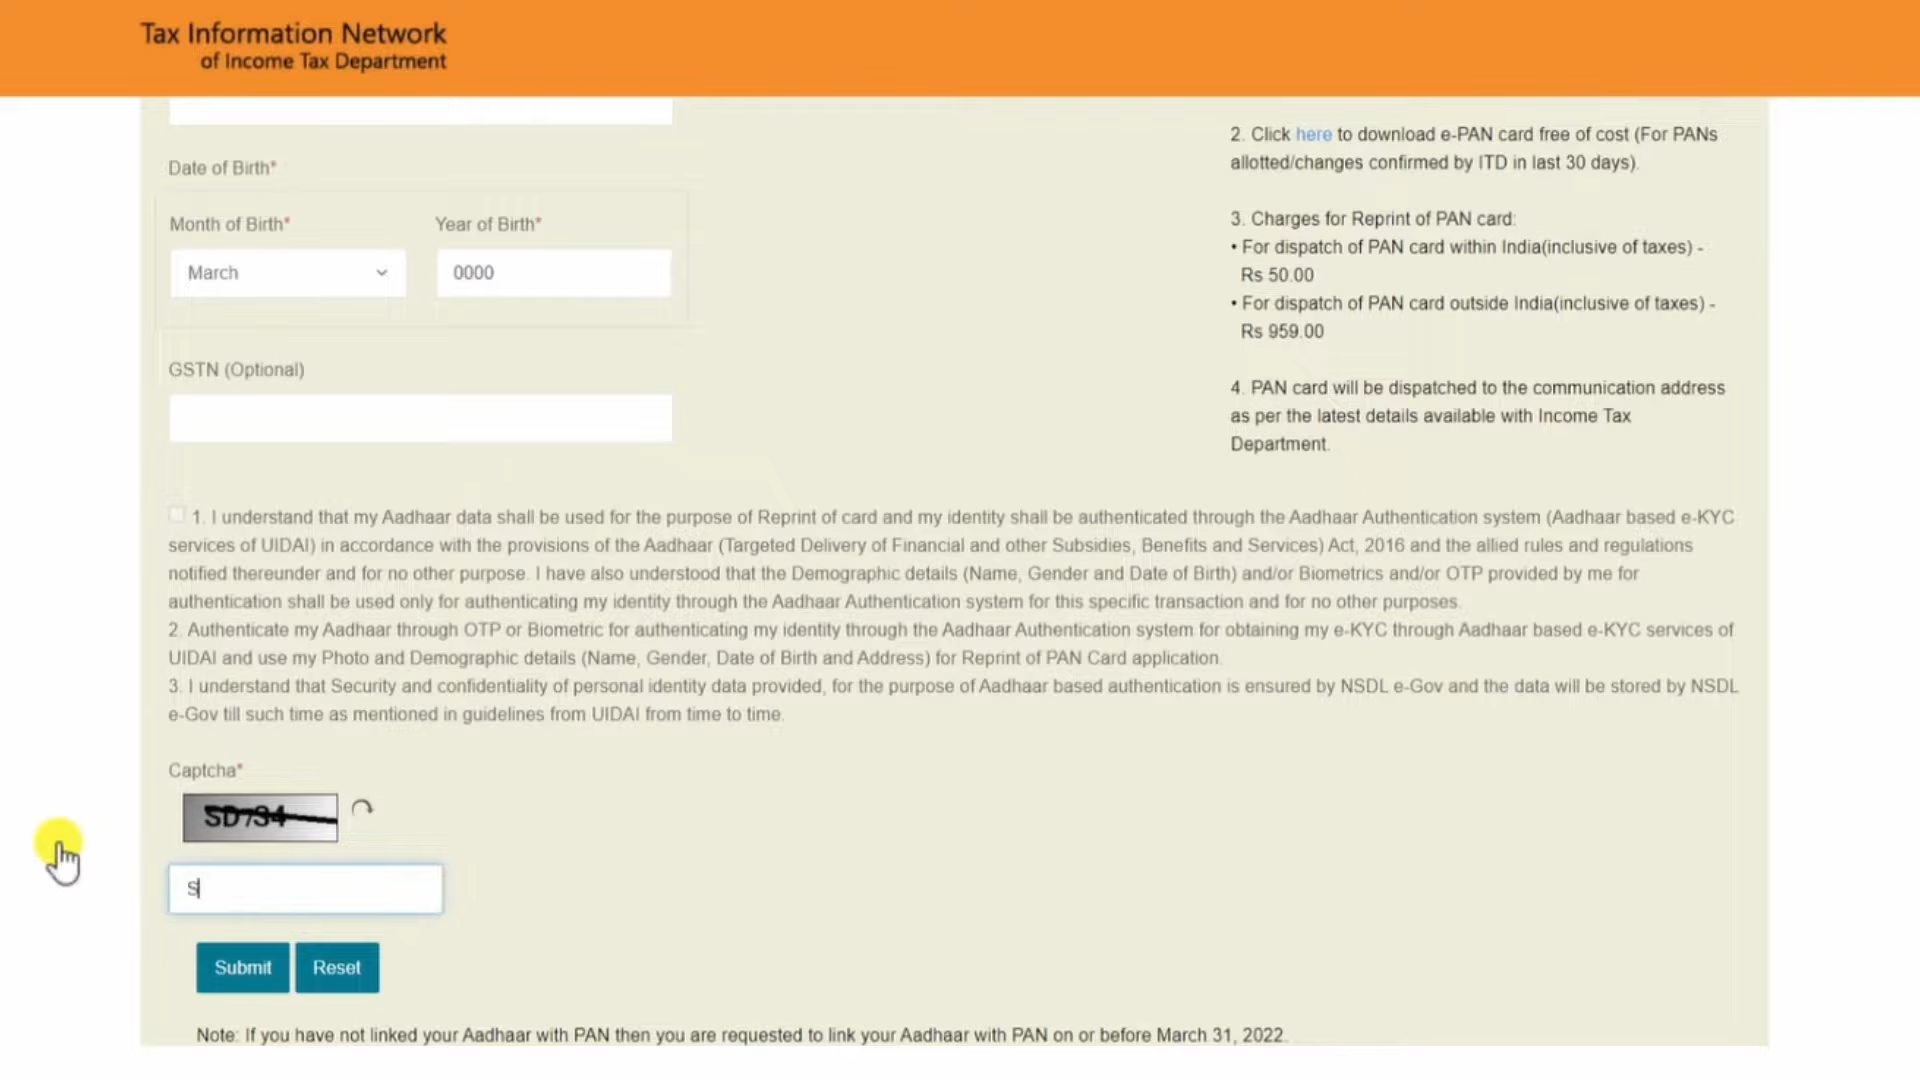 Tax Information Network
of Income Tax Department
Date of Birth*
Month of Birth*
Year of Birth*
March
0000
GSTN (Optional)
2. Click here to download e-PAN card free of cost (For PANs
allotted/changes confirmed by ITD in last 30 days).
3. Charges for Reprint of PAN card:
• For dispatch of PAN card within India(inclusive of taxes) -
Rs 50.00
• For dispatch of PAN card outside India(inclusive of taxes) -
Rs 959.00
4. PAN card will be dispatched to the communication address
as per the latest details available with Income Tax
Department.
1. I understand that my Aadhaar data shall be used for the purpose of Reprint of card and my identity shall be authenticated through the Aadhaar Authentication system (Aadhaar based e-KYC
services of UIDAI) in accordance with the provisions of the Aadhaar (Targeted Delivery of Financial and other Subsidies, Benefits and Services) Act, 2016 and the allied rules and regulations
notified thereunder and for no other purpose. I have also understood that the Demographic details (Name, Gender and Date of Birth) and/or Biometrics and/or OTP provided by me for
authentication shall be used only for authenticating my identity through the Aadhaar Authentication system for this specific transaction and for no other purposes.
2. Authenticate my Aadhaar through OTP or Biometric for authenticating my identity through the Aadhaar Authentication system for obtaining my e-KYC through Aadhaar based e-KYC services of
UIDAI and use my Photo and Demographic details (Name, Gender, Date of Birth and Address) for Reprint of PAN Card application.
3. I understand that Security and confidentiality of personal identity data provided, for the purpose of Aadhaar based authentication is ensured by NSDL e-Gov and the data will be stored by NSDL
e-Gov till such time as mentioned in guidelines from UIDAI from time to time.
Captcha*
SD734
S
Submit
Reset
Note: If you have not linked your Aadhaar with PAN then you are requested to link your Aadhaar with PAN on or before March 31, 2022.